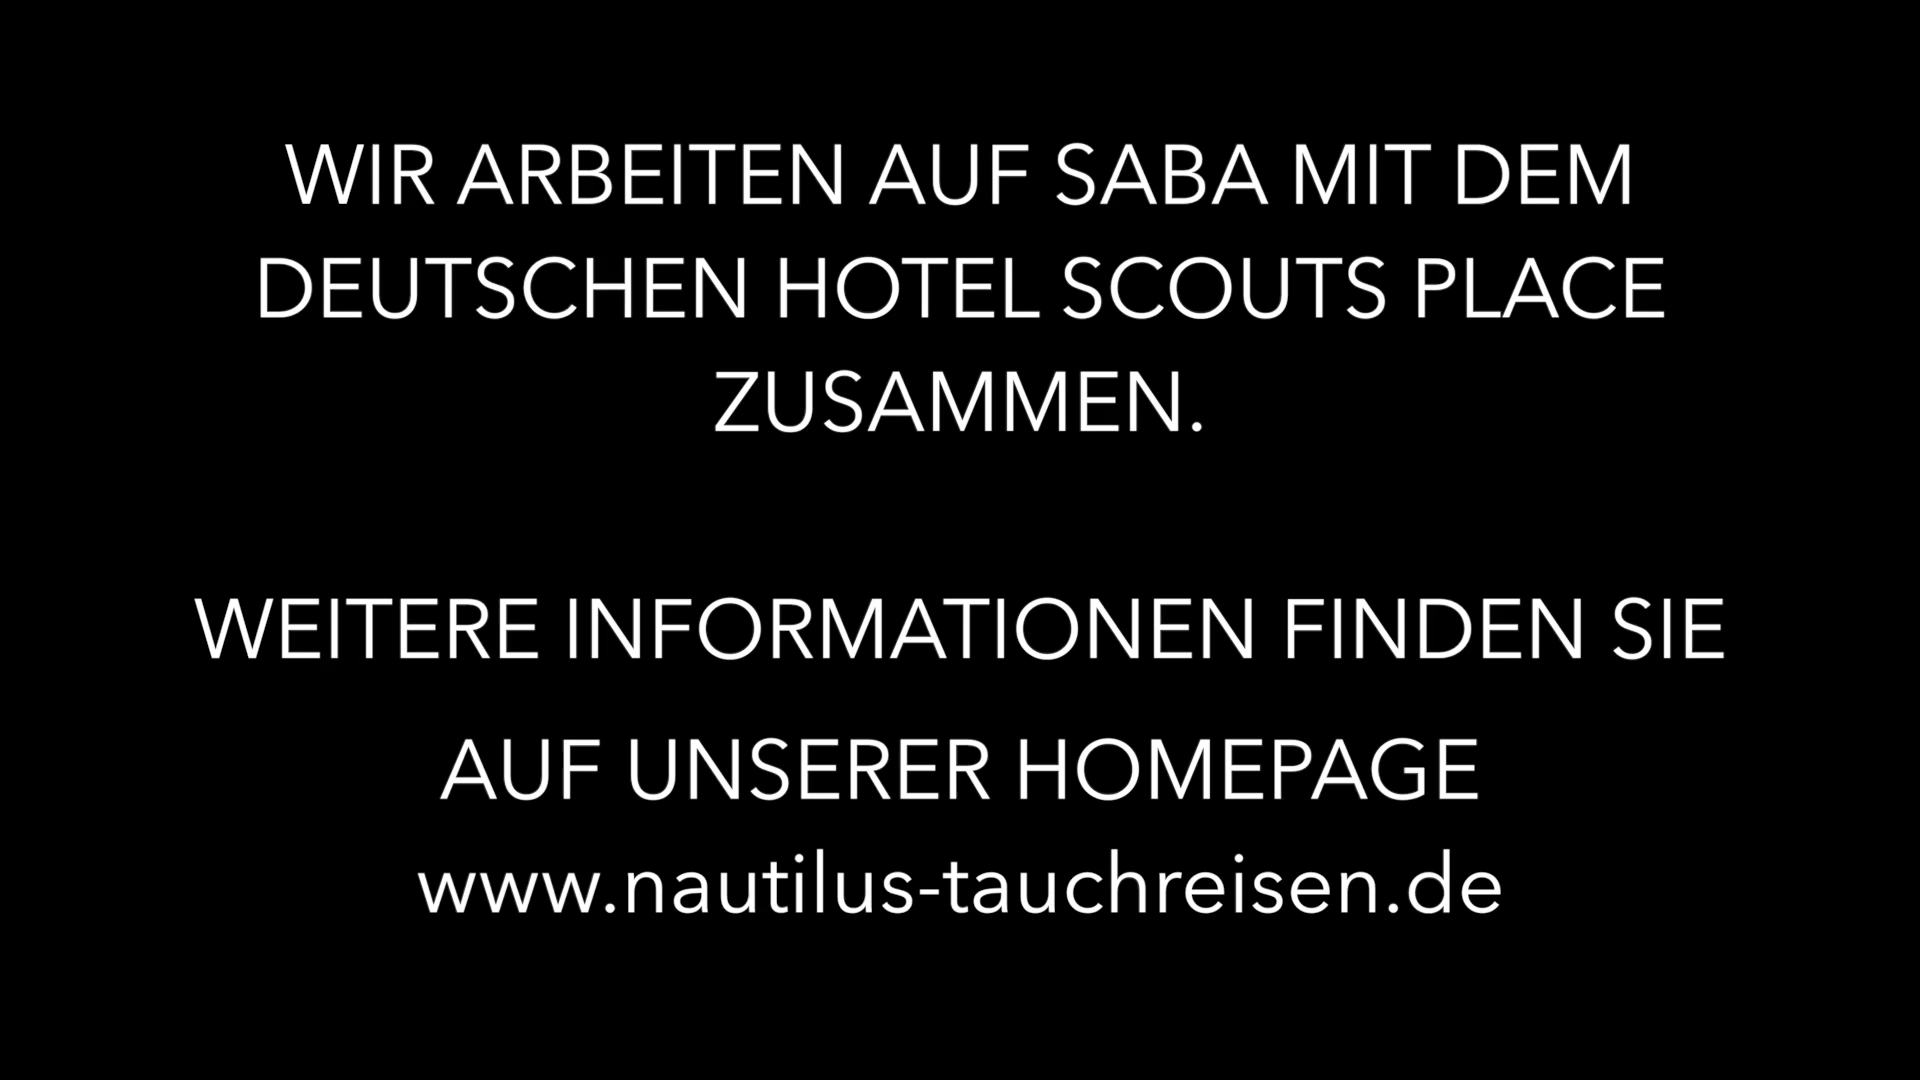 WIR ARBEITEN AUF SABA MIT DEM
DEUTSCHEN HOTEL SCOUTS PLACE
ZUSAMMEN.
WEITERE INFORMATIONEN FINDEN SIE
AUF UNSERER HOMEPAGE
www.nautilus-tauchreisen.de